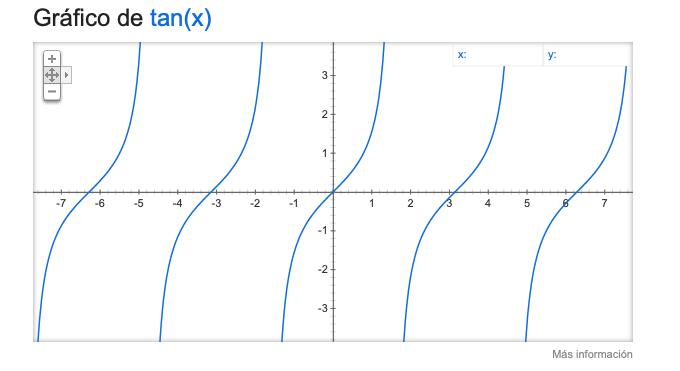 Gráfico de tan(x)
+
x: y:
−
3
2
1
-7 -6 -5 -4 -3 -2 -1 1 2 3 4 5 6 7
-1
-2
-3
Más información